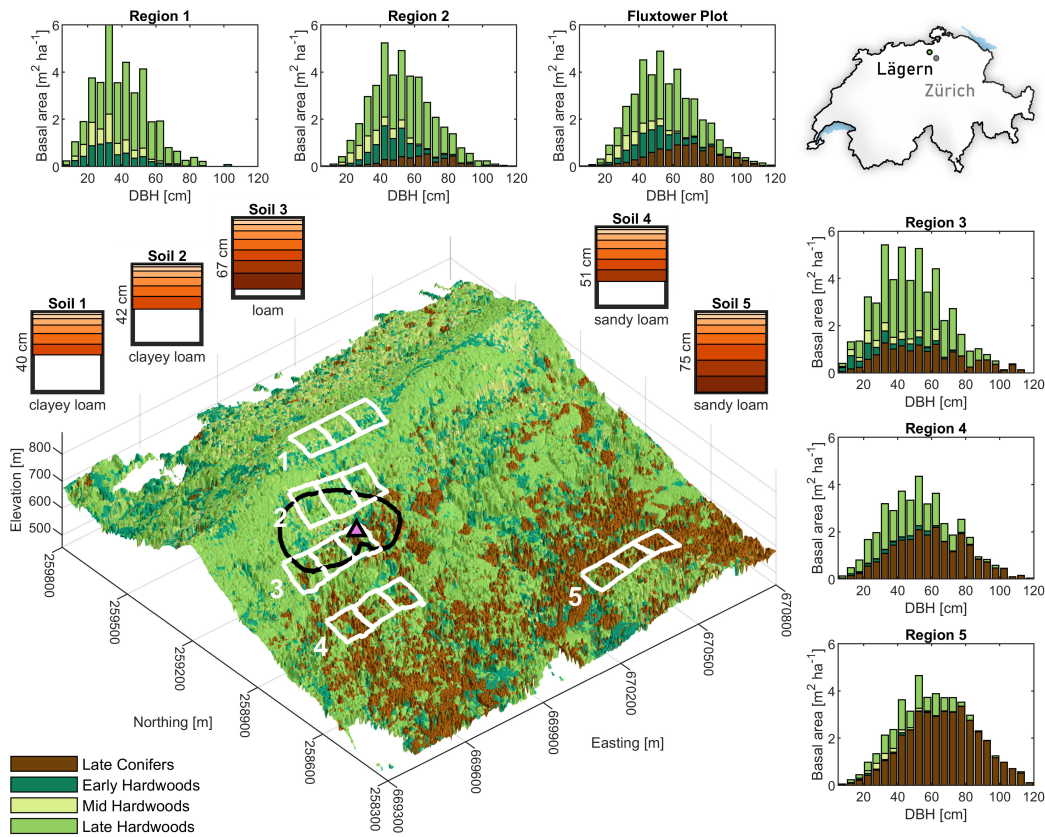 Region 1
Basal area [m² ha⁻¹]
6
4
2
0
20 40 60 80 100 120
DBH [cm]
Region 2
Basal area [m² ha⁻¹]
6
4
2
0
20 40 60 80 100 120
DBH [cm]
Fluxtower Plot
Basal area [m² ha⁻¹]
6
4
2
0
20 40 60 80 100 120
DBH [cm]
Lägern
Zürich
Soil 1
40 cm
clayey loam
Soil 2
42 cm
clayey loam
Soil 3
67 cm
loam
Soil 4
51 cm
sandy loam
Soil 5
75 cm
sandy loam
Region 3
Basal area [m² ha⁻¹]
6
4
2
0
20 40 60 80 100 120
DBH [cm]
Region 4
Basal area [m² ha⁻¹]
6
4
2
0
20 40 60 80 100 120
DBH [cm]
Region 5
Basal area [m² ha⁻¹]
6
4
2
0
20 40 60 80 100 120
DBH [cm]
Elevation [m]
800
700
600
500
1
2
3
4
5
259800
259500
259200
258900
258600
258300
Northing [m]
669300
669600
669900
670200
670500
670800
Easting [m]
Late Conifers
Early Hardwoods
Mid Hardwoods
Late Hardwoods